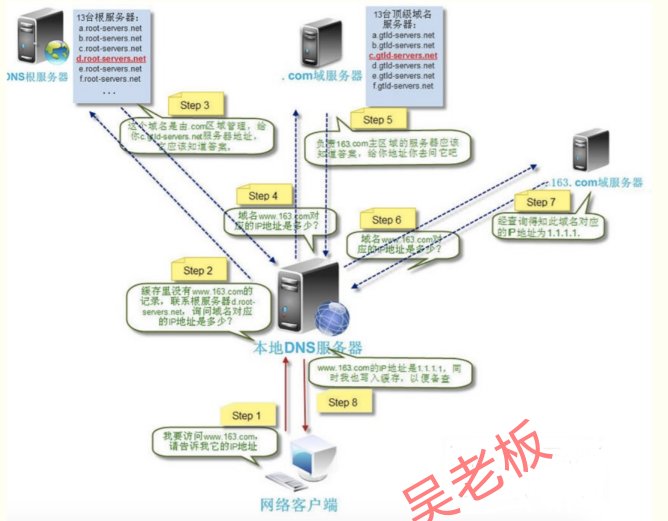 13台根服务器：
a.root-servers.net
b.root-servers.net
c.root-servers.net
d.root-servers.net
e.root-servers.net
f.root-servers.net
...
DNS根服务器
13台顶级域名
服务器：
a.gtld-servers.net
b.gtld-servers.net
c.gtld-servers.net
d.gtld-servers.net
e.gtld-servers.net
f.gtld-servers.net
.com域服务器
Step 3
这个域名是由.com区域管理，给
你c.gtld-servers.net服务器地址，
它应该知道答案。
Step 5
负责163.com主区域的服务器应该
知道答案，给你地址你去问它吧
.163.com域服务器
Step 4
域名www.163.com对
应的IP地址是多少？
Step 6
域名www.163.com对
应的IP地址是多少？
Step 7
经查询得知此域名对应
的IP地址为1.1.1.1.
Step 2
缓存里没有www.163.com的
记录，联系根服务器d.root-
servers.net，询问域名对应
的IP地址是多少？
本地DNS服务器
www.163.com的IP地址是1.1.1.1，同
时我也写入缓存，以便备查
Step 8
Step 1
我要访问www.163.com，
请告诉我它的IP地址
网络客户端
吴老板